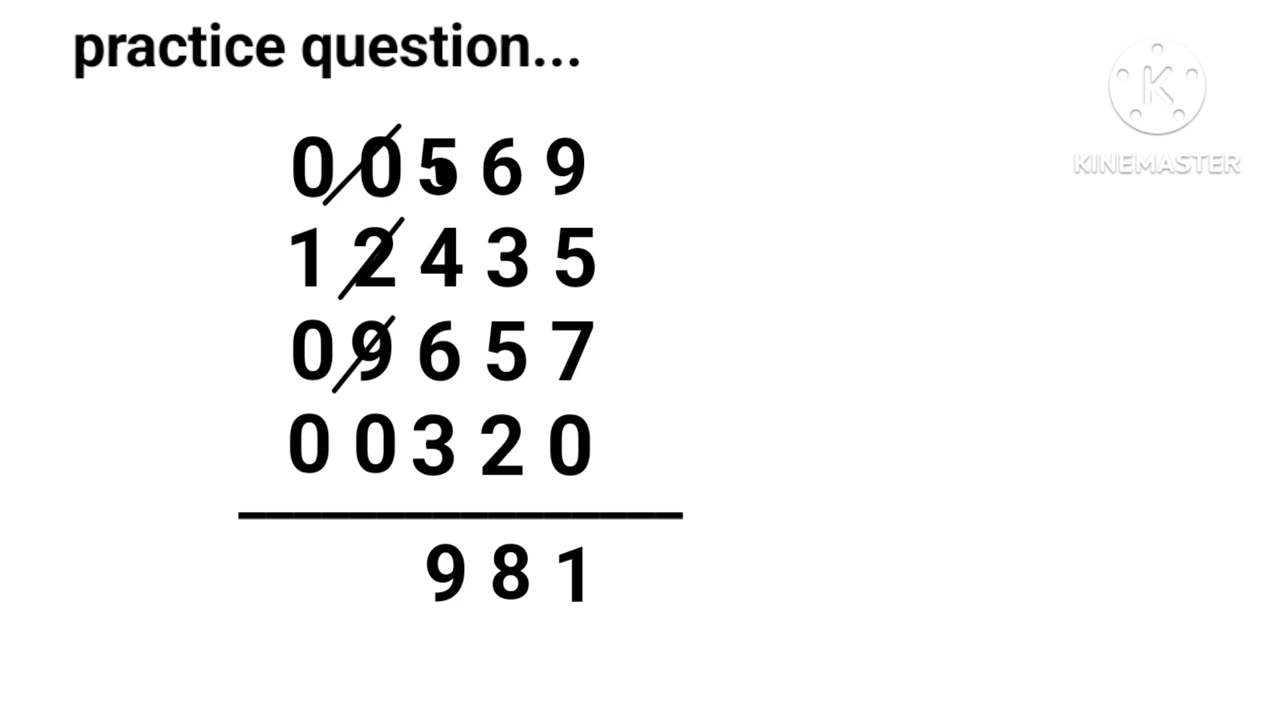 practice question...
KINEMASTER
0 0 5 6 9
1 2 4 3 5
0 9 6 5 7
0 0 3 2 0
9 8 1